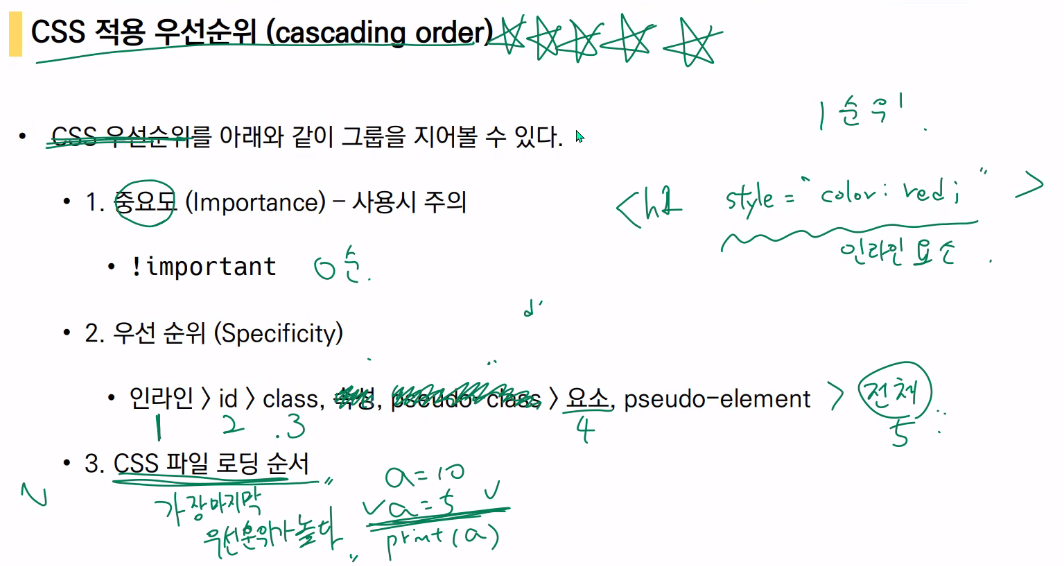 CSS 적용 우선순위 (cascading order)
1순위!
• CSS 우선순위를 아래와 같이 그룹을 지어볼 수 있다.
• 1. 중요도 (Importance) – 사용시 주의
<h1 style="color: red;" >
인라인 요소.
• !important 0순.
• 2. 우선 순위 (Specificity)
• 인라인 > id > class, 속성, pseudo-class > 요소, pseudo-element > 전체
1 2 .3 4 5
• 3. CSS 파일 로딩 순서"
가장 마지막
우선순위가 높다"
a=10
a=5
print(a)